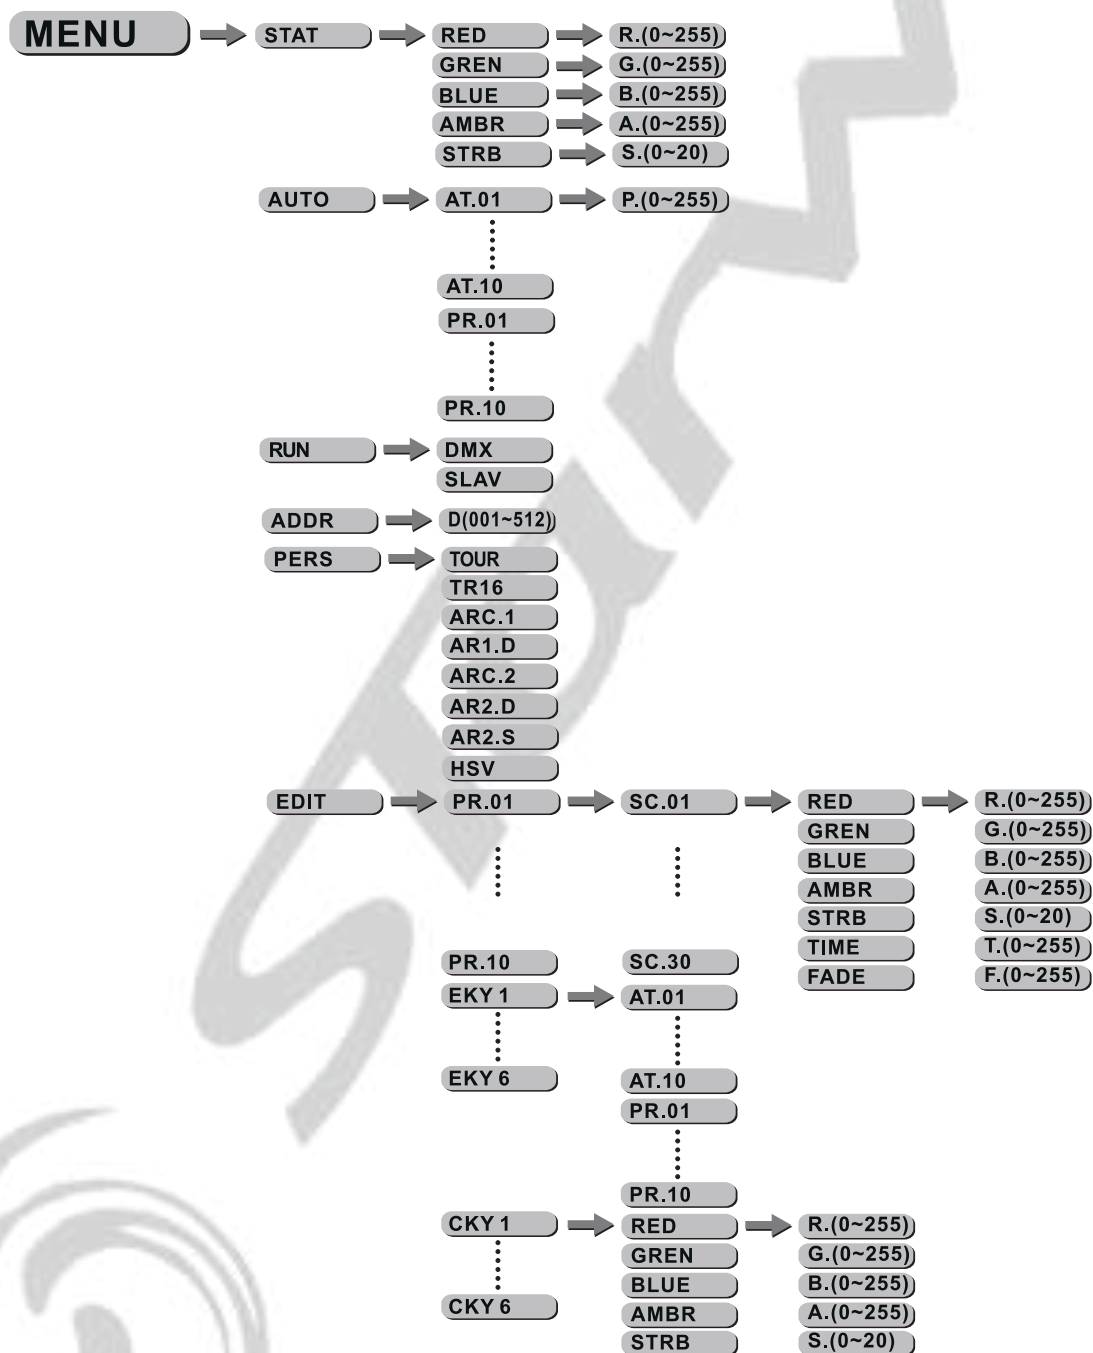 MENU STAT RED R.(0~255)
GREN G.(0~255)
BLUE B.(0~255)
AMBR A.(0~255)
STRB S.(0~20)
AUTO AT.01 P.(0~255)
AT.10
PR.01
PR.10
RUN DMX
SLAV
ADDR D(001~512)
PERS TOUR
TR16
ARC.1
AR1.D
ARC.2
AR2.D
AR2.S
HSV
EDIT PR.01 SC.01 RED R.(0~255)
GREN G.(0~255)
BLUE B.(0~255)
AMBR A.(0~255)
STRB S.(0~20)
TIME T.(0~255)
PR.10 SC.30 FADE F.(0~255)
EKY 1 AT.01
EKY 6 AT.10
PR.01
PR.10
CKY 1 RED R.(0~255)
GREN G.(0~255)
BLUE B.(0~255)
CKY 6 AMBR A.(0~255)
STRB S.(0~20)